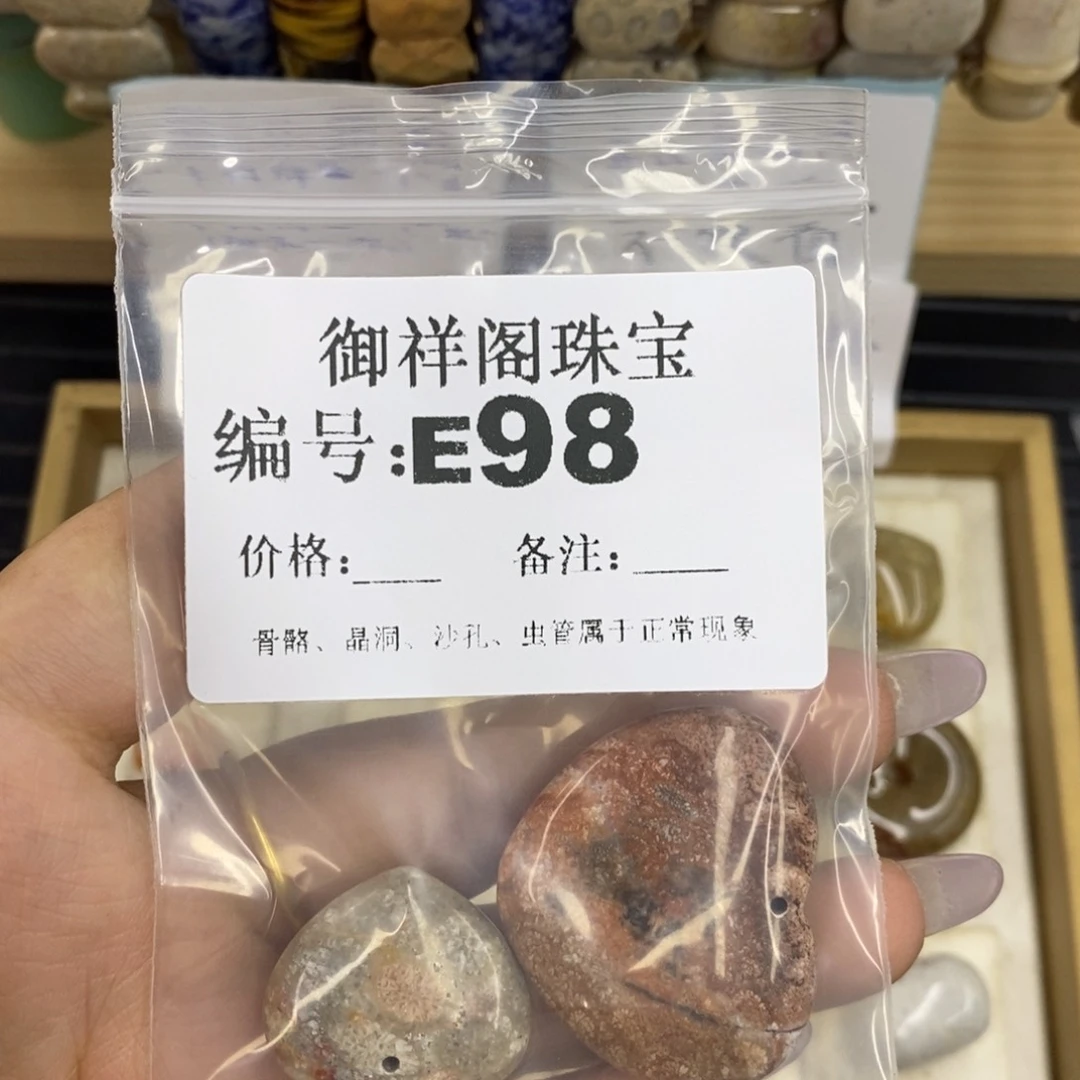 御祥阁珠宝
编号:E98
价格:____ 备注:____
骨骼、晶洞、沙孔、虫管属于正常现象